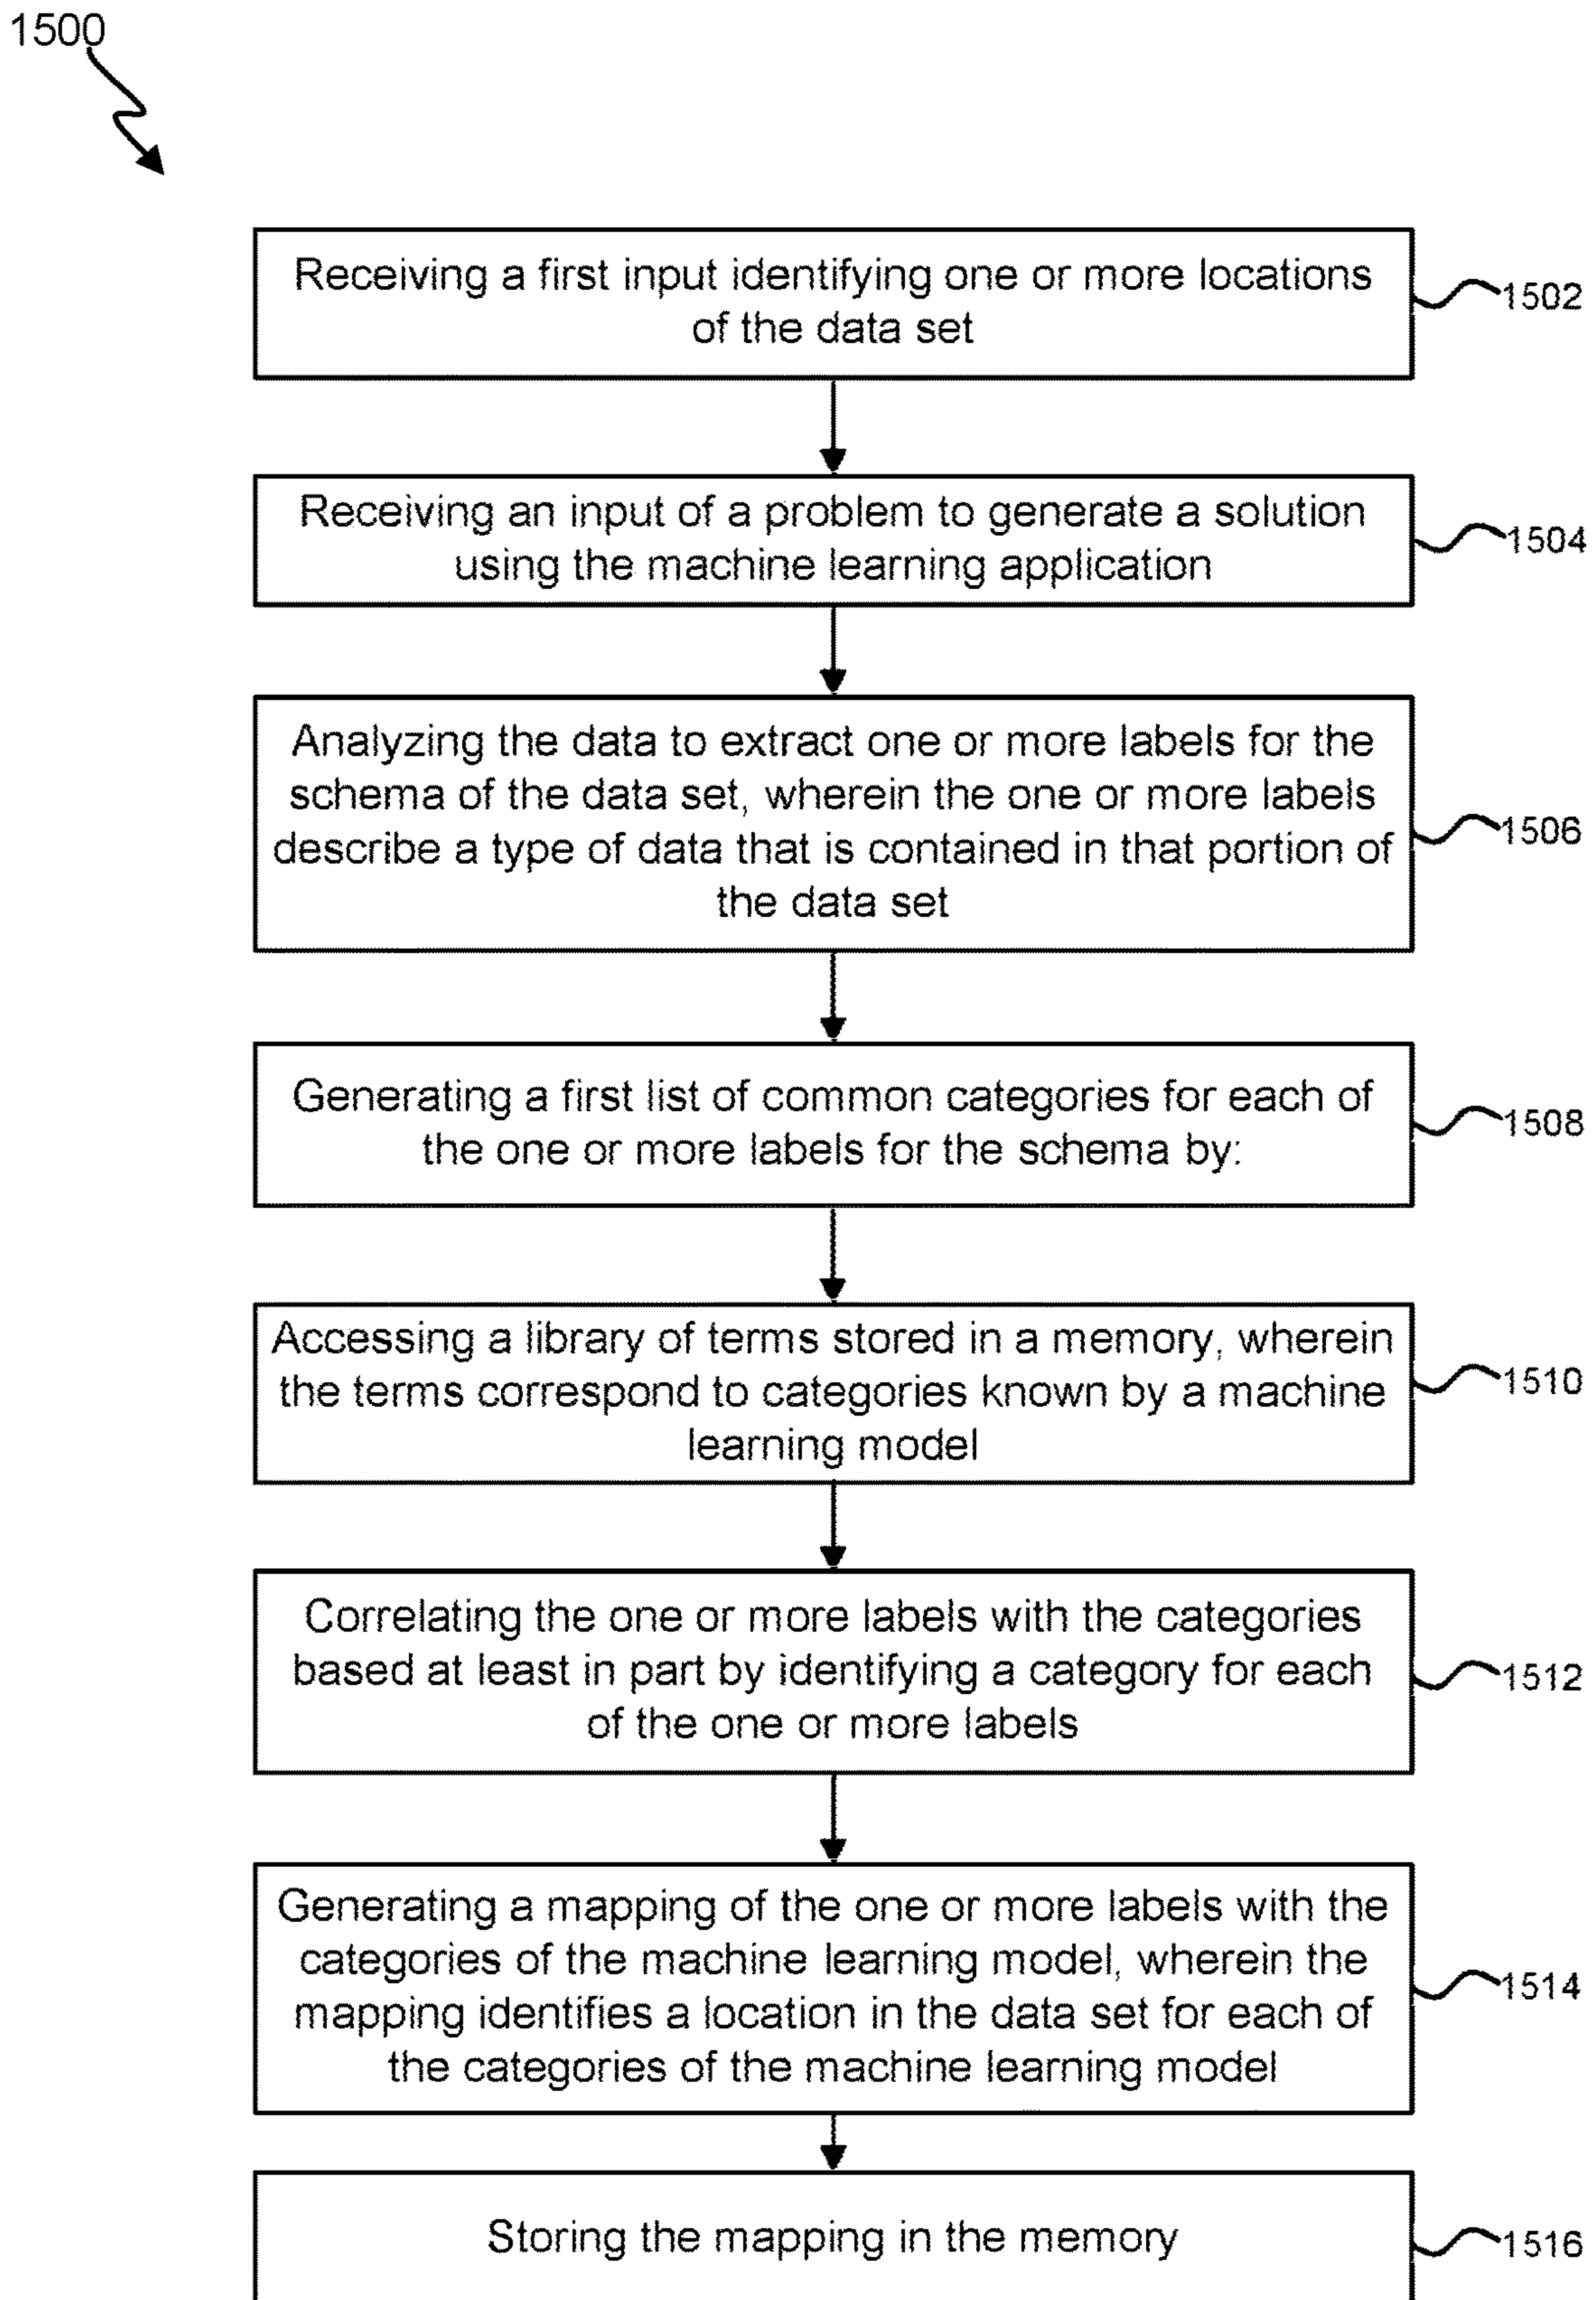 1500
Receiving a first input identifying one or more locations
of the data set
1502
Receiving an input of a problem to generate a solution
using the machine learning application
1504
Analyzing the data to extract one or more labels for the
schema of the data set, wherein the one or more labels
describe a type of data that is contained in that portion of
the data set
1506
Generating a first list of common categories for each of
the one or more labels for the schema by:
1508
Accessing a library of terms stored in a memory, wherein
the terms correspond to categories known by a machine
learning model
1510
Correlating the one or more labels with the categories
based at least in part by identifying a category for each
of the one or more labels
1512
Generating a mapping of the one or more labels with the
categories of the machine learning model, wherein the
mapping identifies a location in the data set for each of
the categories of the machine learning model
1514
Storing the mapping in the memory
1516